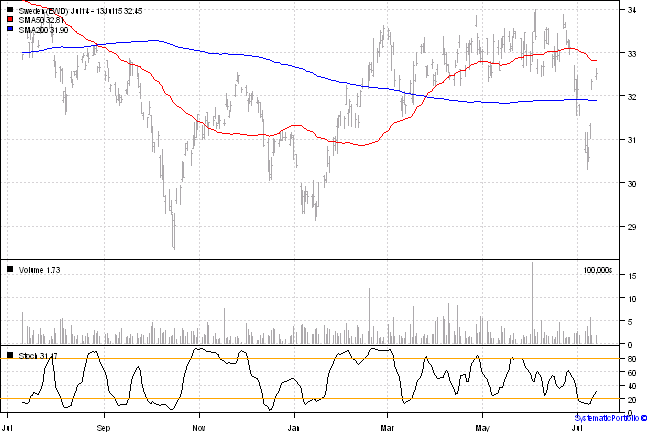 Sweden (EWD) Jul14 - 13Jul15 32.45
SMA50 32.81
SMA200 31.90
34
33
32
31
30
29
Volume 1.73
100,000s
15
10
5
0
Stoch 31.17
80
60
40
20
0
Jul Sep Nov Jan Mar May Jul
SystematicPortfolio ©